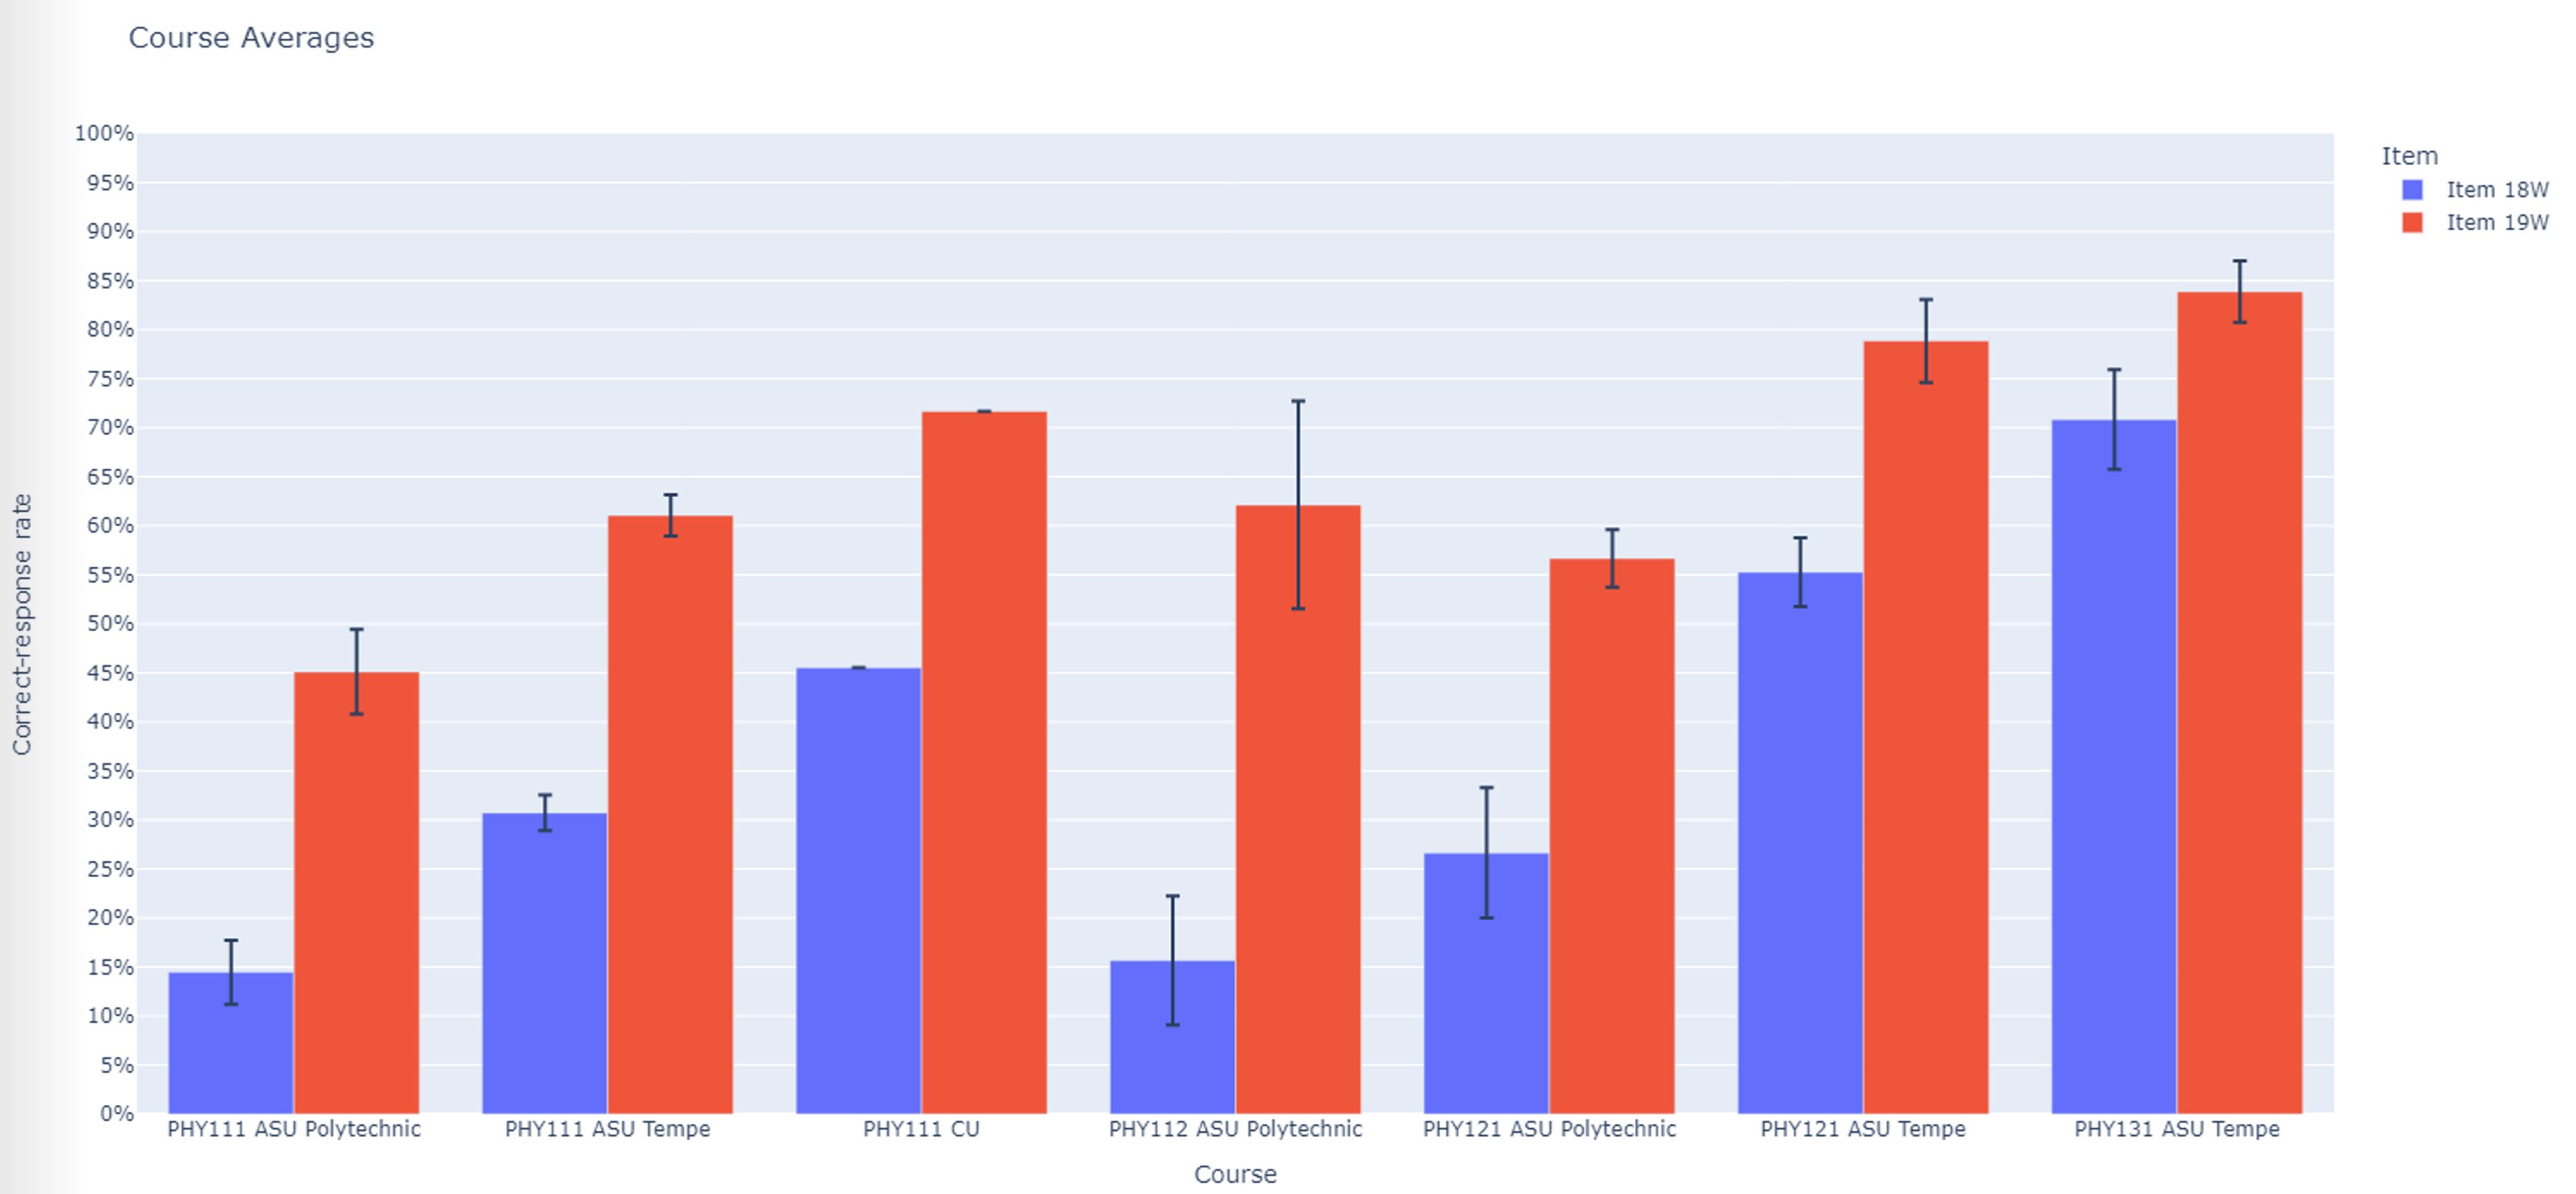 Course Averages
100%
95%
90%
85%
80%
75%
70%
65%
60%
55%
50%
45%
40%
35%
30%
25%
20%
15%
10%
5%
0%
Correct-response rate
PHY111 ASU Polytechnic
PHY111 ASU Tempe
PHY111 CU
PHY112 ASU Polytechnic
PHY121 ASU Polytechnic
PHY121 ASU Tempe
PHY131 ASU Tempe
Course
Item
Item 18W
Item 19W